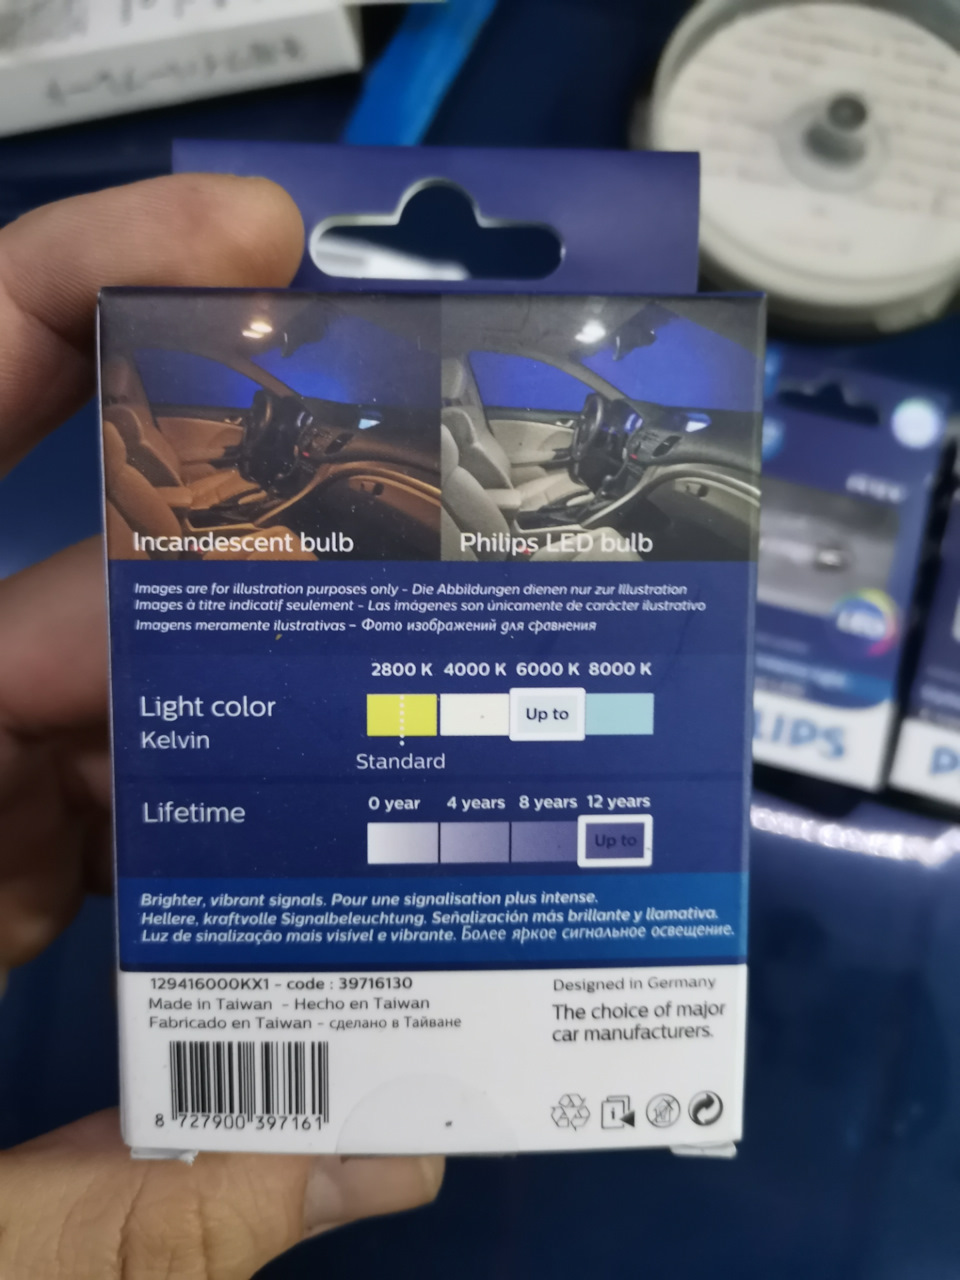 Incandescent bulb
Philips LED bulb
Images are for illustration purposes only - Die Abbildungen dienen nur zur Illustration
Images à titre indicatif seulement - Las imágenes son únicamente de carácter ilustrativo
Imagens meramente ilustrativas – Фото изображений для сравнения
2800 K 4000 K 6000 K 8000 K
Light color
Kelvin
Up to
Standard
Lifetime
0 year 4 years 8 years 12 years
Up to
Brighter, vibrant signals. Pour une signalisation plus intense.
Hellere, kraftvolle Signalbeleuchtung. Señalización más brillante y llamativa.
Luz de sinalização mais visível e vibrante. Более яркое сигнальное освещение.
129416000KX1 - code : 39716130
Made in Taiwan - Hecho en Taiwan
Fabricado en Taiwan - сделано в Тайване
Designed in Germany
The choice of major
car manufacturers.
8 727900 397161
LIPS